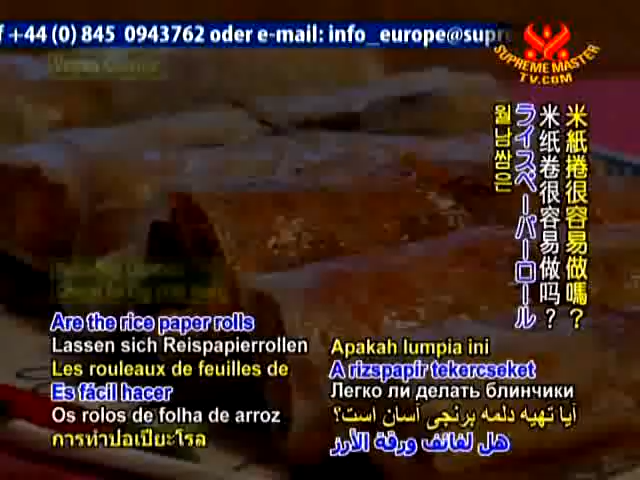 f +44 (0) 845 0943762 oder e-mail: info_europe@supre
SUPREME MASTER
TV.COM
Vegan Cuisine
米紙捲很容易做嗎?
米纸卷很容易做吗?
ライスペーパーロール
월남쌈은
Are the rice paper rolls
Lassen sich Reispapierrollen
Les rouleaux de feuilles de
Es fácil hacer
Os rolos de folha de arroz
การทำปอเปี๊ยะโรล
Apakah lumpia ini
A rizspapír tekercseket
Легко ли делать блинчики
آیا تهیه دلمه برنجی آسان است؟
هل لفائف ورقة الأرز